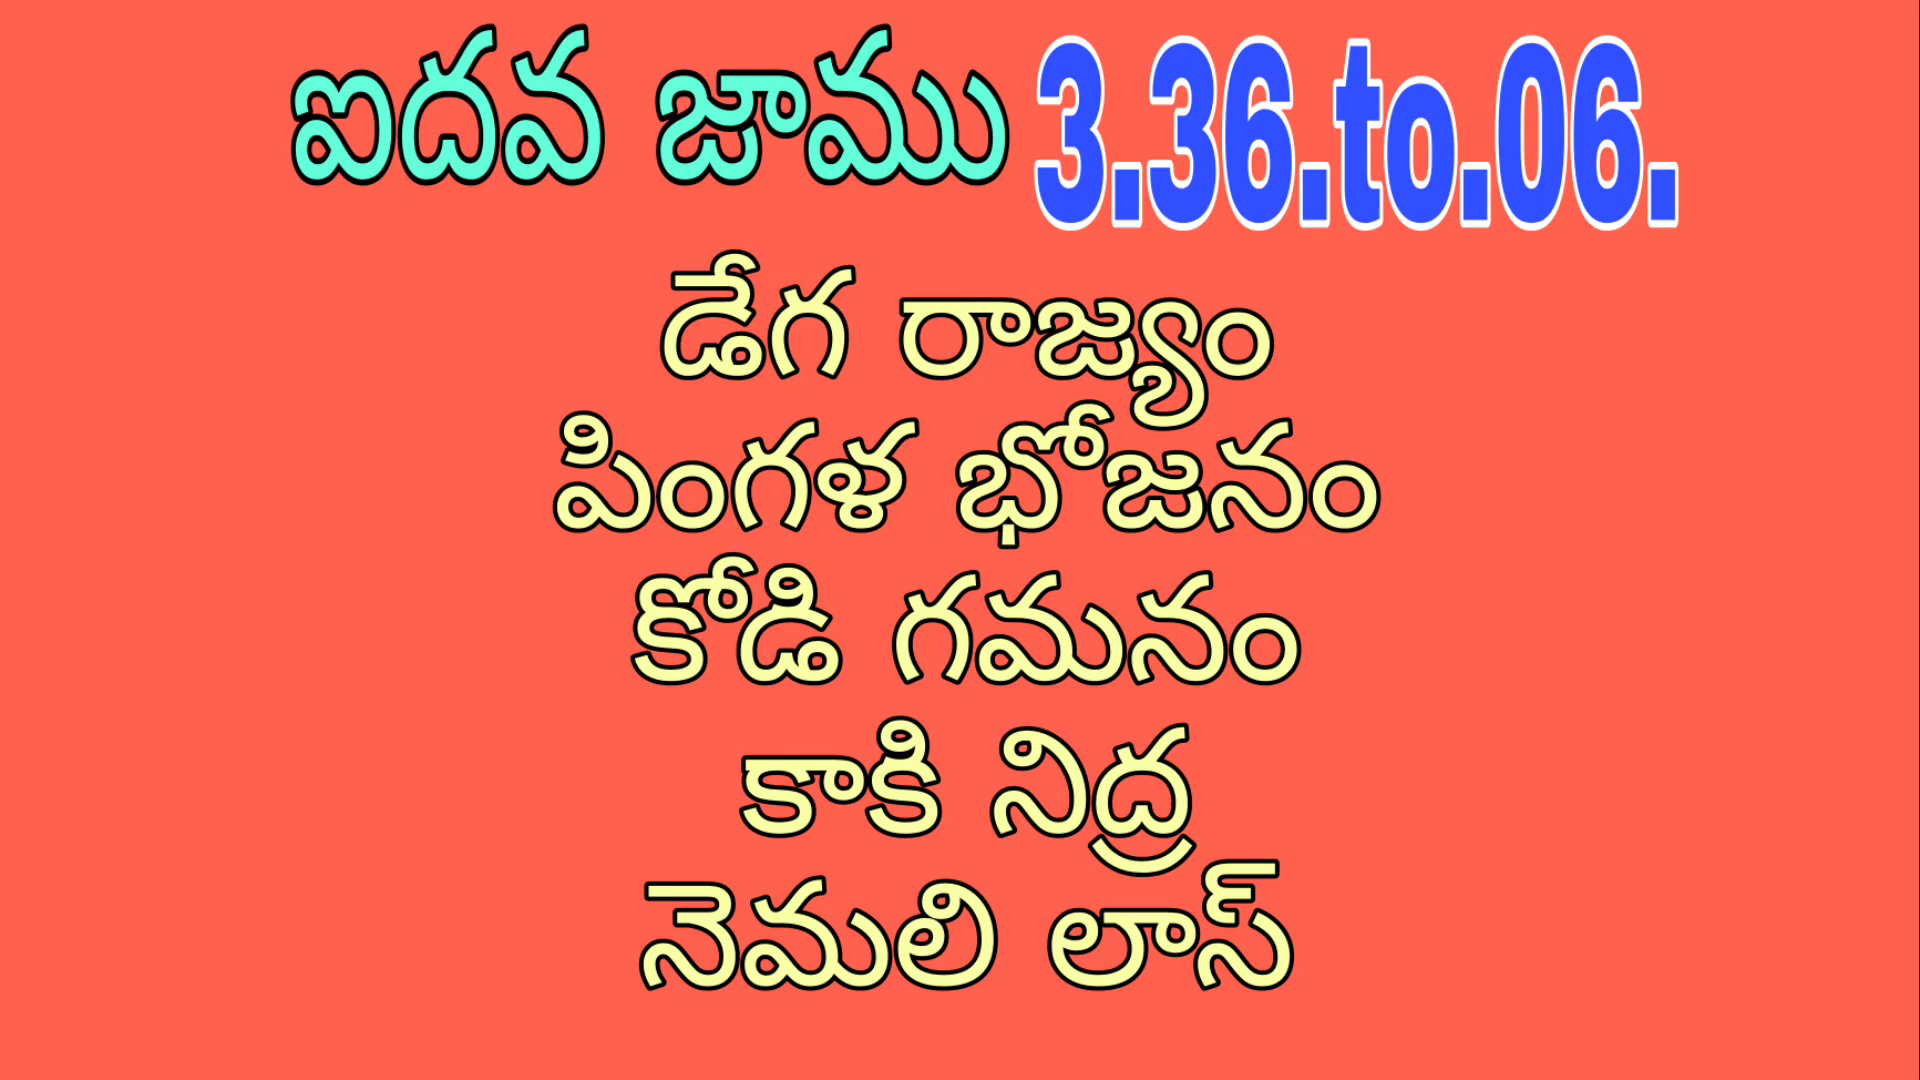 ఐదవ జాము 3.36.to.06.
డేగ రాజ్యం
పింగళ భోజనం
కోడి గమనం
కాకి నిద్ర
నెమలి లాస్